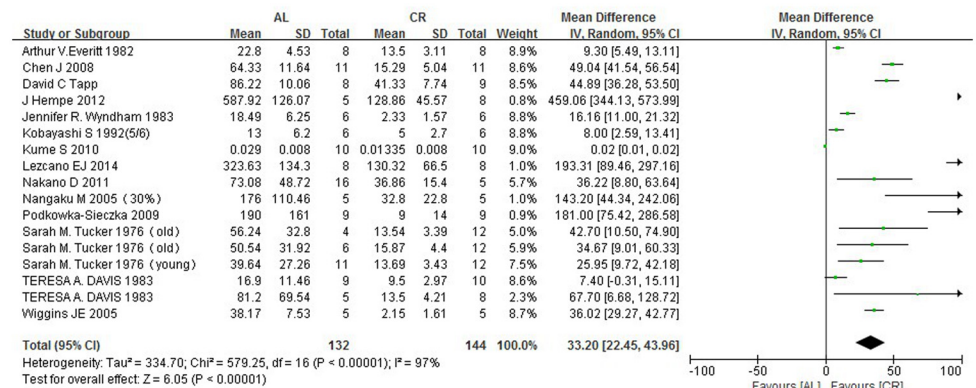 AL CR Mean Difference Mean Difference
Study or Subgroup Mean SD Total Mean SD Total Weight IV, Random, 95% CI IV, Random, 95% CI
Arthur V.Everitt 1982 22.8 4.53 8 13.5 3.11 8 8.9% 9.30 [5.49, 13.11]
Chen J 2008 64.33 11.64 11 15.29 5.04 11 8.6% 49.04 [41.54, 56.54]
David C Tapp 86.22 10.06 8 41.33 7.74 9 8.4% 44.89 [36.28, 53.50]
J Hempe 2012 587.92 126.07 5 128.86 45.57 8 0.8% 459.06 [344.13, 573.99]
Jennifer R. Wyndham 1983 18.49 6.25 6 2.33 1.57 6 8.8% 16.16 [11.00, 21.32]
Kobayashi S 1992(5/6) 13 6.2 6 5 2.7 6 8.8% 8.00 [2.59, 13.41]
Kume S 2010 0.029 0.008 10 0.01335 0.008 10 9.0% 0.02 [0.01, 0.02]
Lezcano EJ 2014 323.63 134.3 8 130.32 66.5 8 1.0% 193.31 [89.46, 297.16]
Nakano D 2011 73.08 48.72 16 36.86 15.4 5 5.7% 36.22 [8.80, 63.64]
Nangaku M 2005 (30%) 176 110.46 5 32.8 22.8 5 1.1% 143.20 [44.34, 242.06]
Podkowka-Sieczka 2009 190 161 9 9 14 9 0.9% 181.00 [75.42, 286.58]
Sarah M. Tucker 1976 (old) 56.24 32.8 4 13.54 3.39 12 5.0% 42.70 [10.50, 74.90]
Sarah M. Tucker 1976 (old) 50.54 31.92 6 15.87 4.4 12 5.9% 34.67 [9.01, 60.33]
Sarah M. Tucker 1976 (young) 39.64 27.26 11 13.69 3.43 12 7.5% 25.95 [9.72, 42.18]
TERESA A. DAVIS 1983 16.9 11.46 9 9.5 2.97 10 8.6% 7.40 [-0.31, 15.11]
TERESA A. DAVIS 1983 81.2 69.54 5 13.5 4.21 8 2.3% 67.70 [6.68, 128.72]
Wiggins JE 2005 38.17 7.53 5 2.15 1.61 5 8.7% 36.02 [29.27, 42.77]
Total (95% CI) 132 144 100.0% 33.20 [22.45, 43.96]
Heterogeneity: Tau² = 334.70; Chi² = 579.25, df = 16 (P < 0.00001); I² = 97%
Test for overall effect: Z = 6.05 (P < 0.00001)
-100 -50 0 50 100
Favours [AL] Favours [CR]